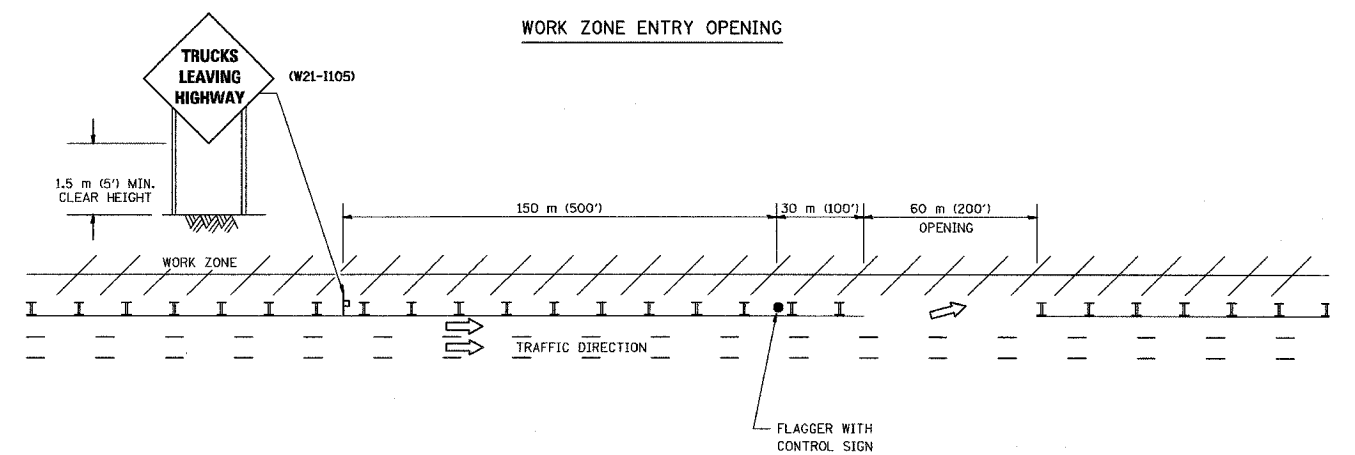 WORK ZONE ENTRY OPENING
TRUCKS
LEAVING
HIGHWAY
(W21-I105)
1.5 m (5') MIN.
CLEAR HEIGHT
150 m (500')
30 m (100')
60 m (200')
OPENING
WORK ZONE
TRAFFIC DIRECTION
FLAGGER WITH
CONTROL SIGN